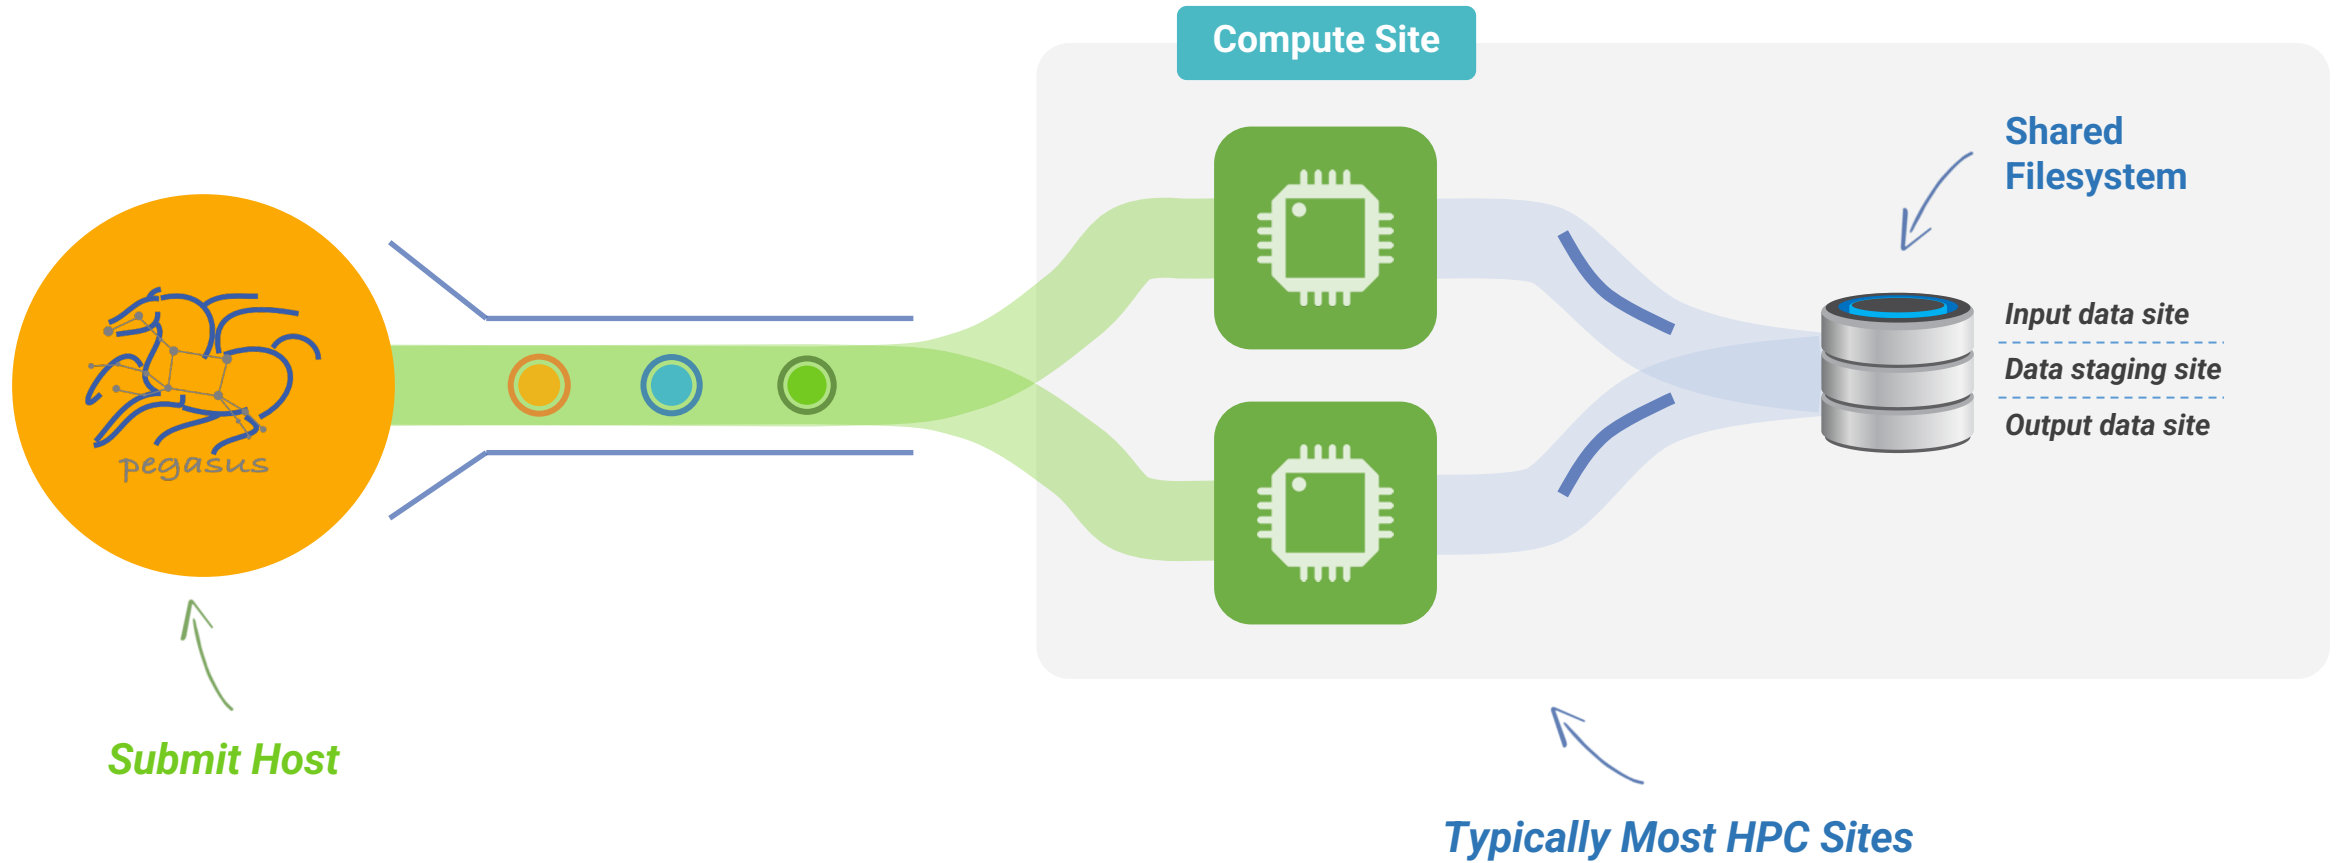 Compute Site
Shared
Filesystem
Input data site
Data staging site
Output data site
pegasus
Submit Host
Typically Most HPC Sites